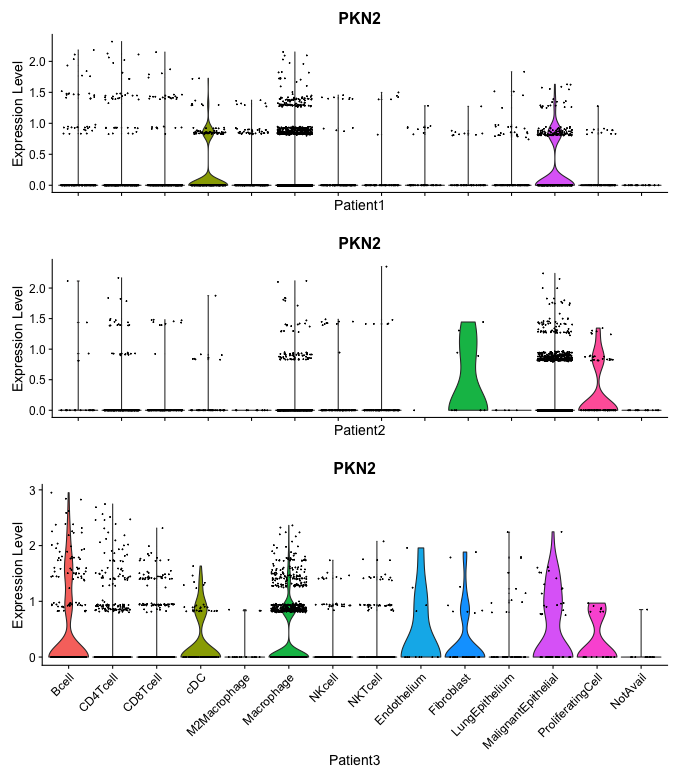 PKN2
Expression Level
2.0
1.5
1.0
0.5
0.0
Patient1
PKN2
Expression Level
2.0
1.5
1.0
0.5
0.0
Patient2
PKN2
Expression Level
3
2
1
0
Bcell
CD4Tcell
CD8Tcell
cDC
M2Macrophage
Macrophage
NKcell
NKTcell
Endothelium
Fibroblast
LungEpithelium
MalignantEpithelial
ProliferatingCell
NotAvail
Patient3